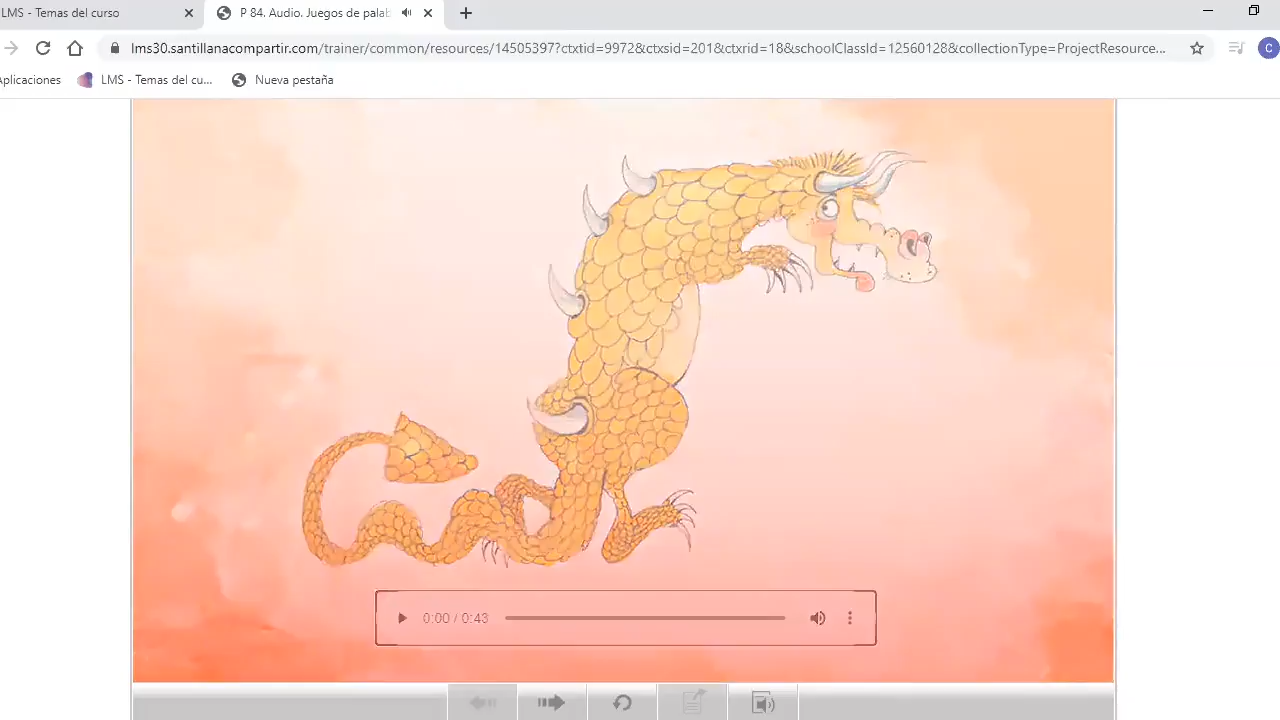 LMS - Temas del curso
P 84. Audio. Juegos de palab
lms30.santillanacompartir.com/trainer/common/resources/14505397?ctxtid=9972&ctxsid=201&ctxrid=18&schoolClassId=12560128&collectionType=ProjectResource...
C
Aplicaciones
LMS - Temas del cu...
Nueva pestaña
0:00 / 0:43